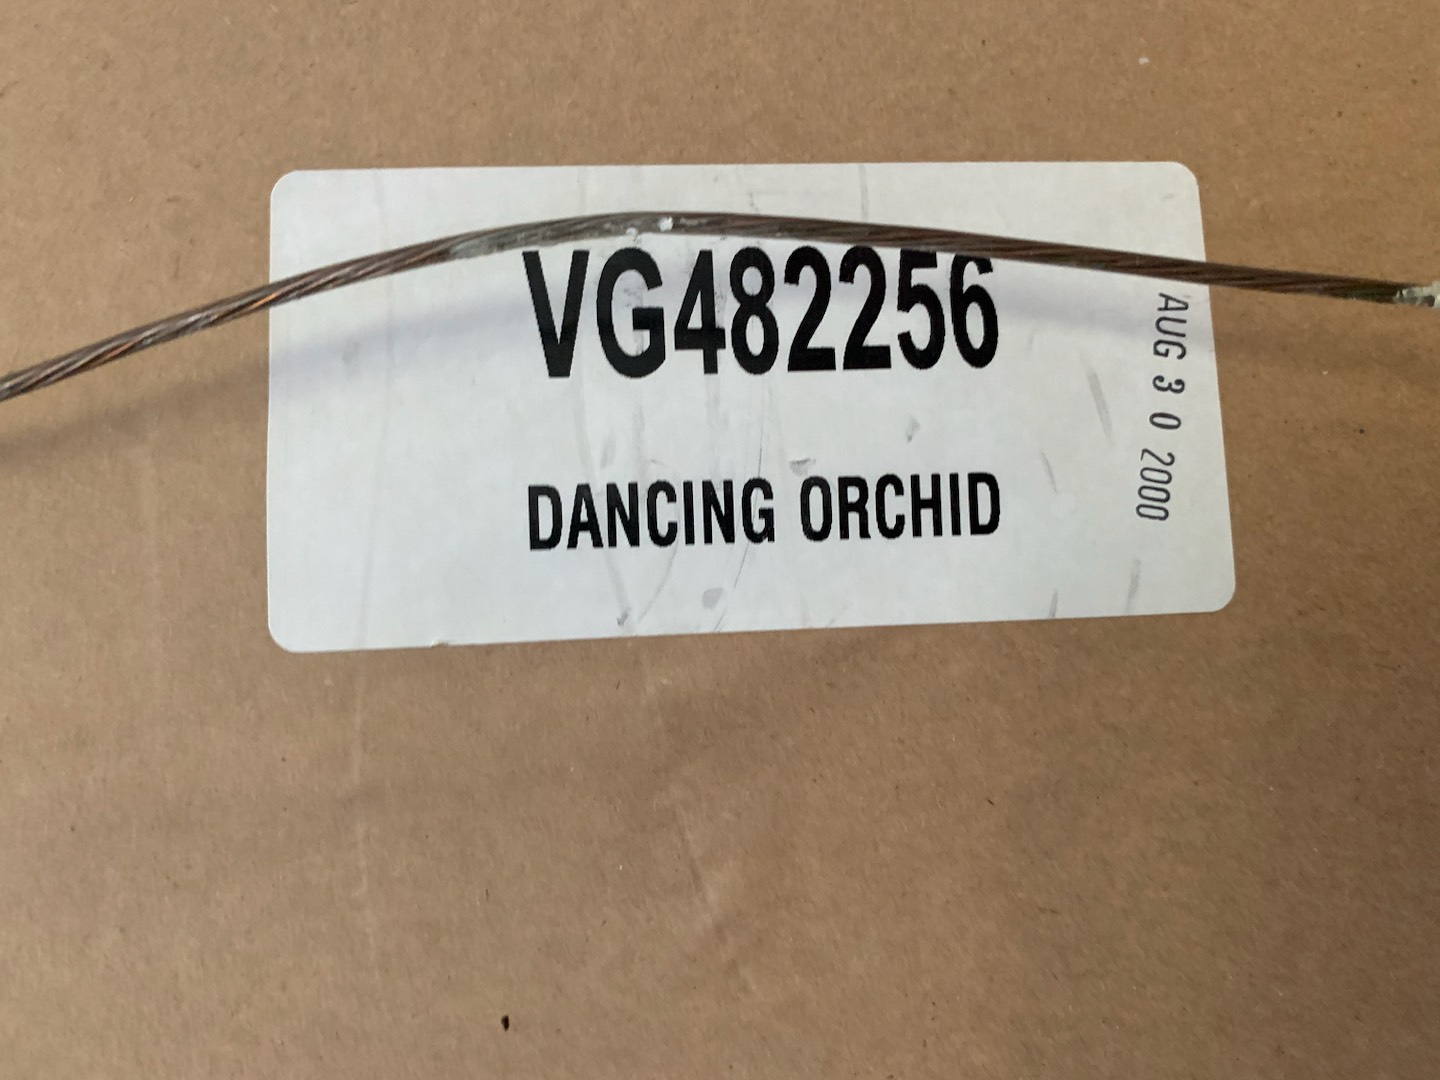 VG482256
DANCING ORCHID
AUG 3 0 2000